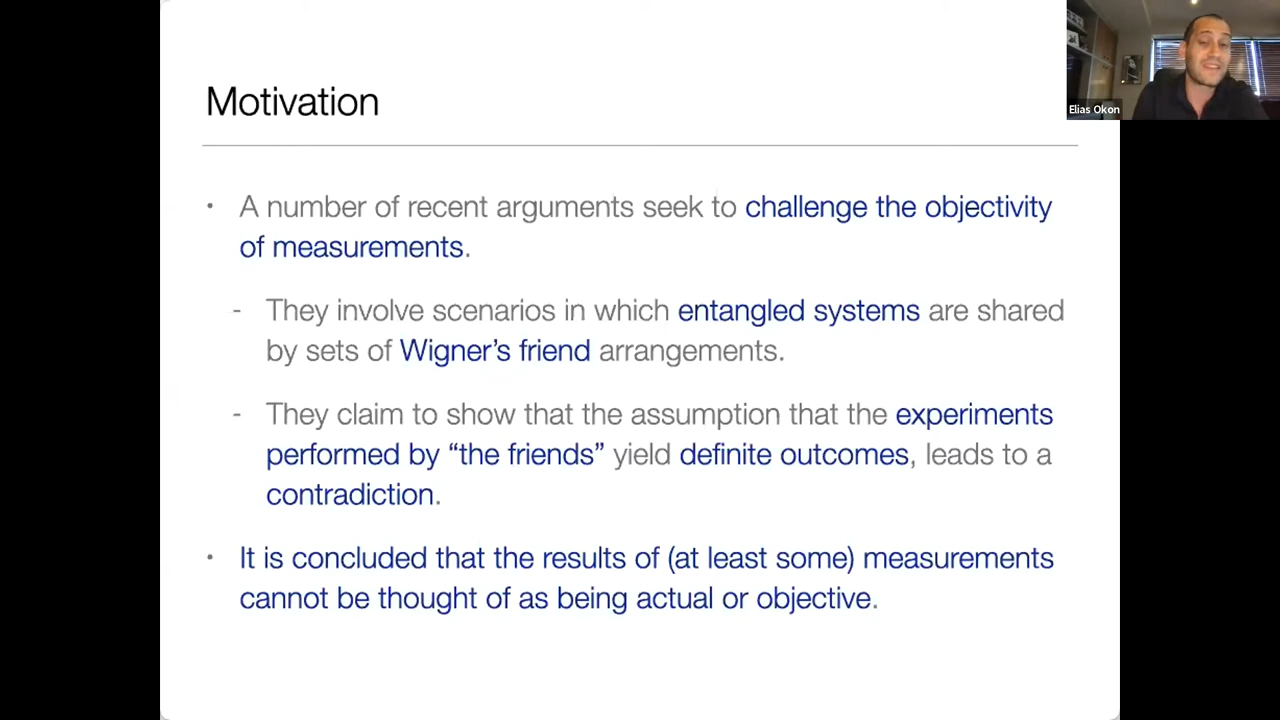 Motivation
Elias Okon
• A number of recent arguments seek to challenge the objectivity
of measurements.
- They involve scenarios in which entangled systems are shared
by sets of Wigner’s friend arrangements.
- They claim to show that the assumption that the experiments
performed by “the friends” yield definite outcomes, leads to a
contradiction.
• It is concluded that the results of (at least some) measurements
cannot be thought of as being actual or objective.